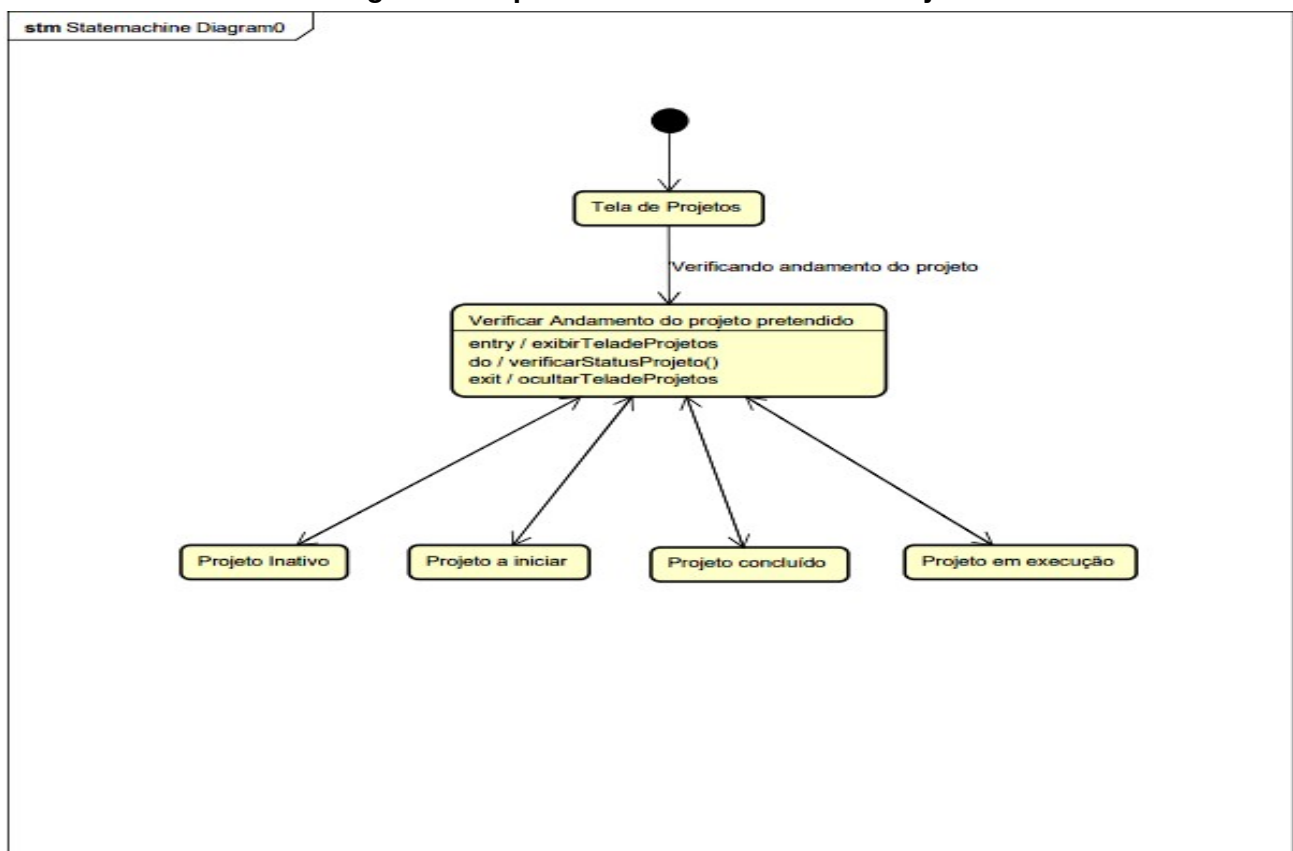 stm Statemachine Diagram0
Tela de Projetos
Verificando andamento do projeto
Verificar Andamento do projeto pretendido
entry / exibirTeladeProjetos
do / verificarStatusProjeto()
exit / ocultarTeladeProjetos
Projeto Inativo
Projeto a iniciar
Projeto concluído
Projeto em execução